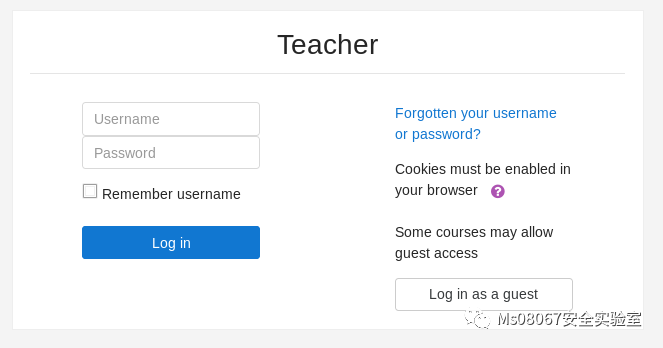 Teacher
Username
Password
Remember username
Log in
Forgotten your username
or password?
Cookies must be enabled in
your browser ?
Some courses may allow
guest access
Log in as a guest
Ms08067安全实验室